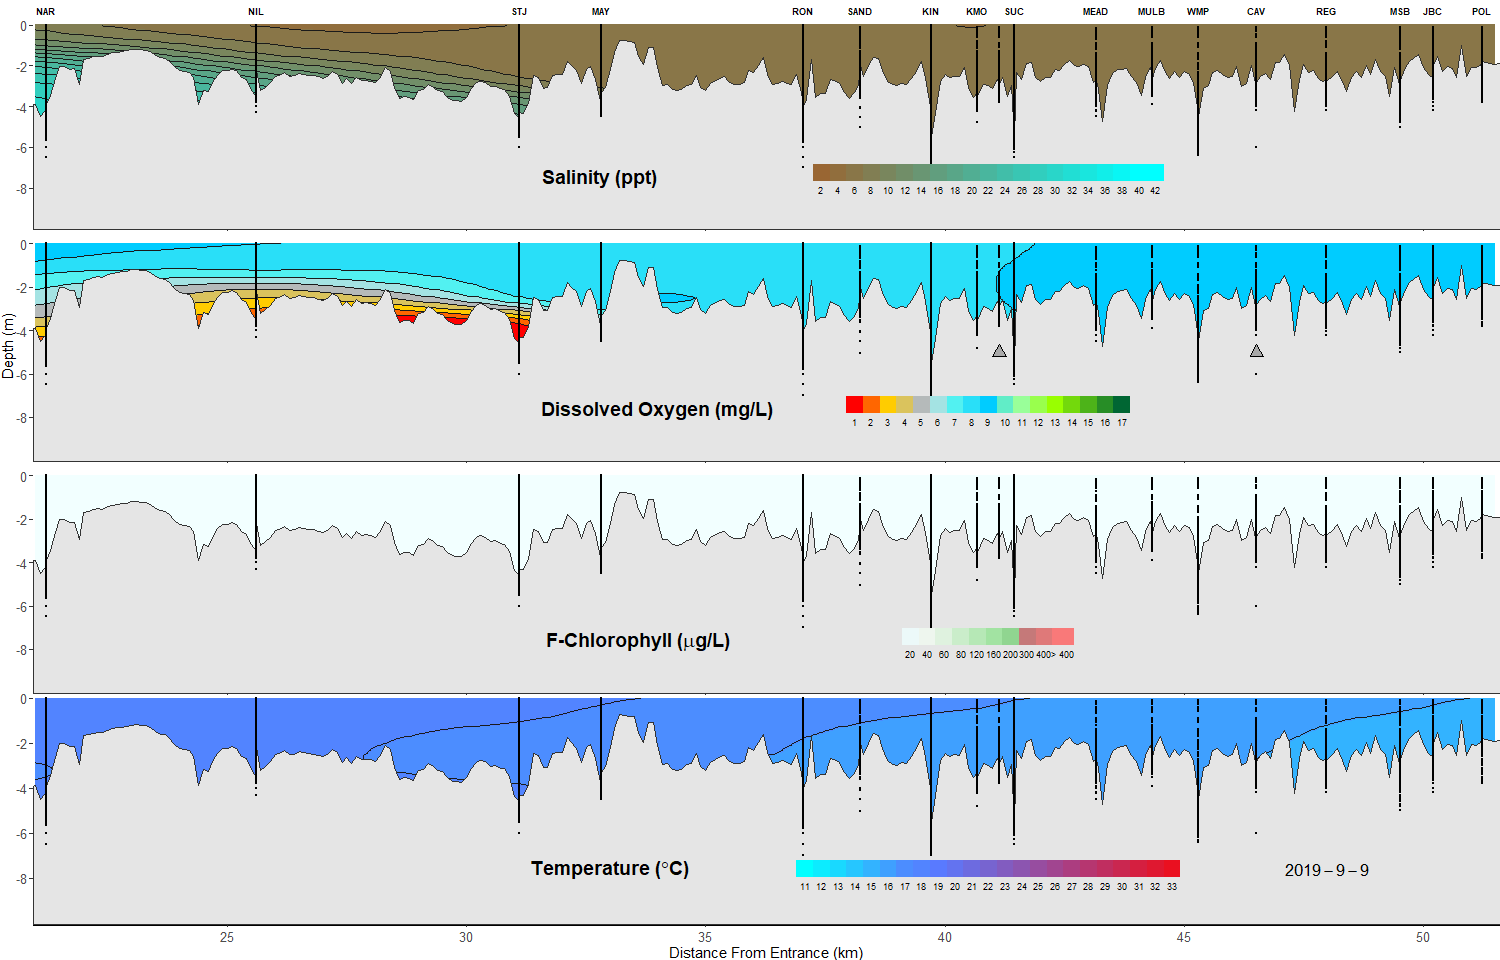 NAR NIL STJ MAY RON SAND KIN KMO SUC MEAD MULB WMP CAV REG MSB JBC POL
0
-2
-4
-6
-8
Salinity (ppt)
2 4 6 8 10 12 14 16 18 20 22 24 26 28 30 32 34 36 38 40 42
0
-2
-4
-6
-8
Depth (m)
Dissolved Oxygen (mg/L)
1 2 3 4 5 6 7 8 9 10 11 12 13 14 15 16 17
0
-2
-4
-6
-8
F-Chlorophyll (μg/L)
20 40 60 80 120 160 200 300 400 > 400
0
-2
-4
-6
-8
Temperature (°C)
11 12 13 14 15 16 17 18 19 20 21 22 23 24 25 26 27 28 29 30 31 32 33
2019-9-9
25 30 35 40 45 50
Distance From Entrance (km)